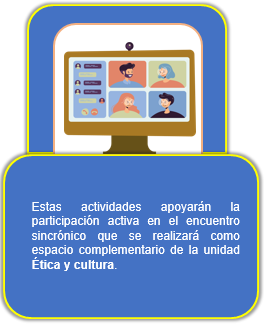 Estas actividades apoyarán la
participación activa en el encuentro
sincrónico que se realizará como
espacio complementario de la unidad
Ética y cultura.